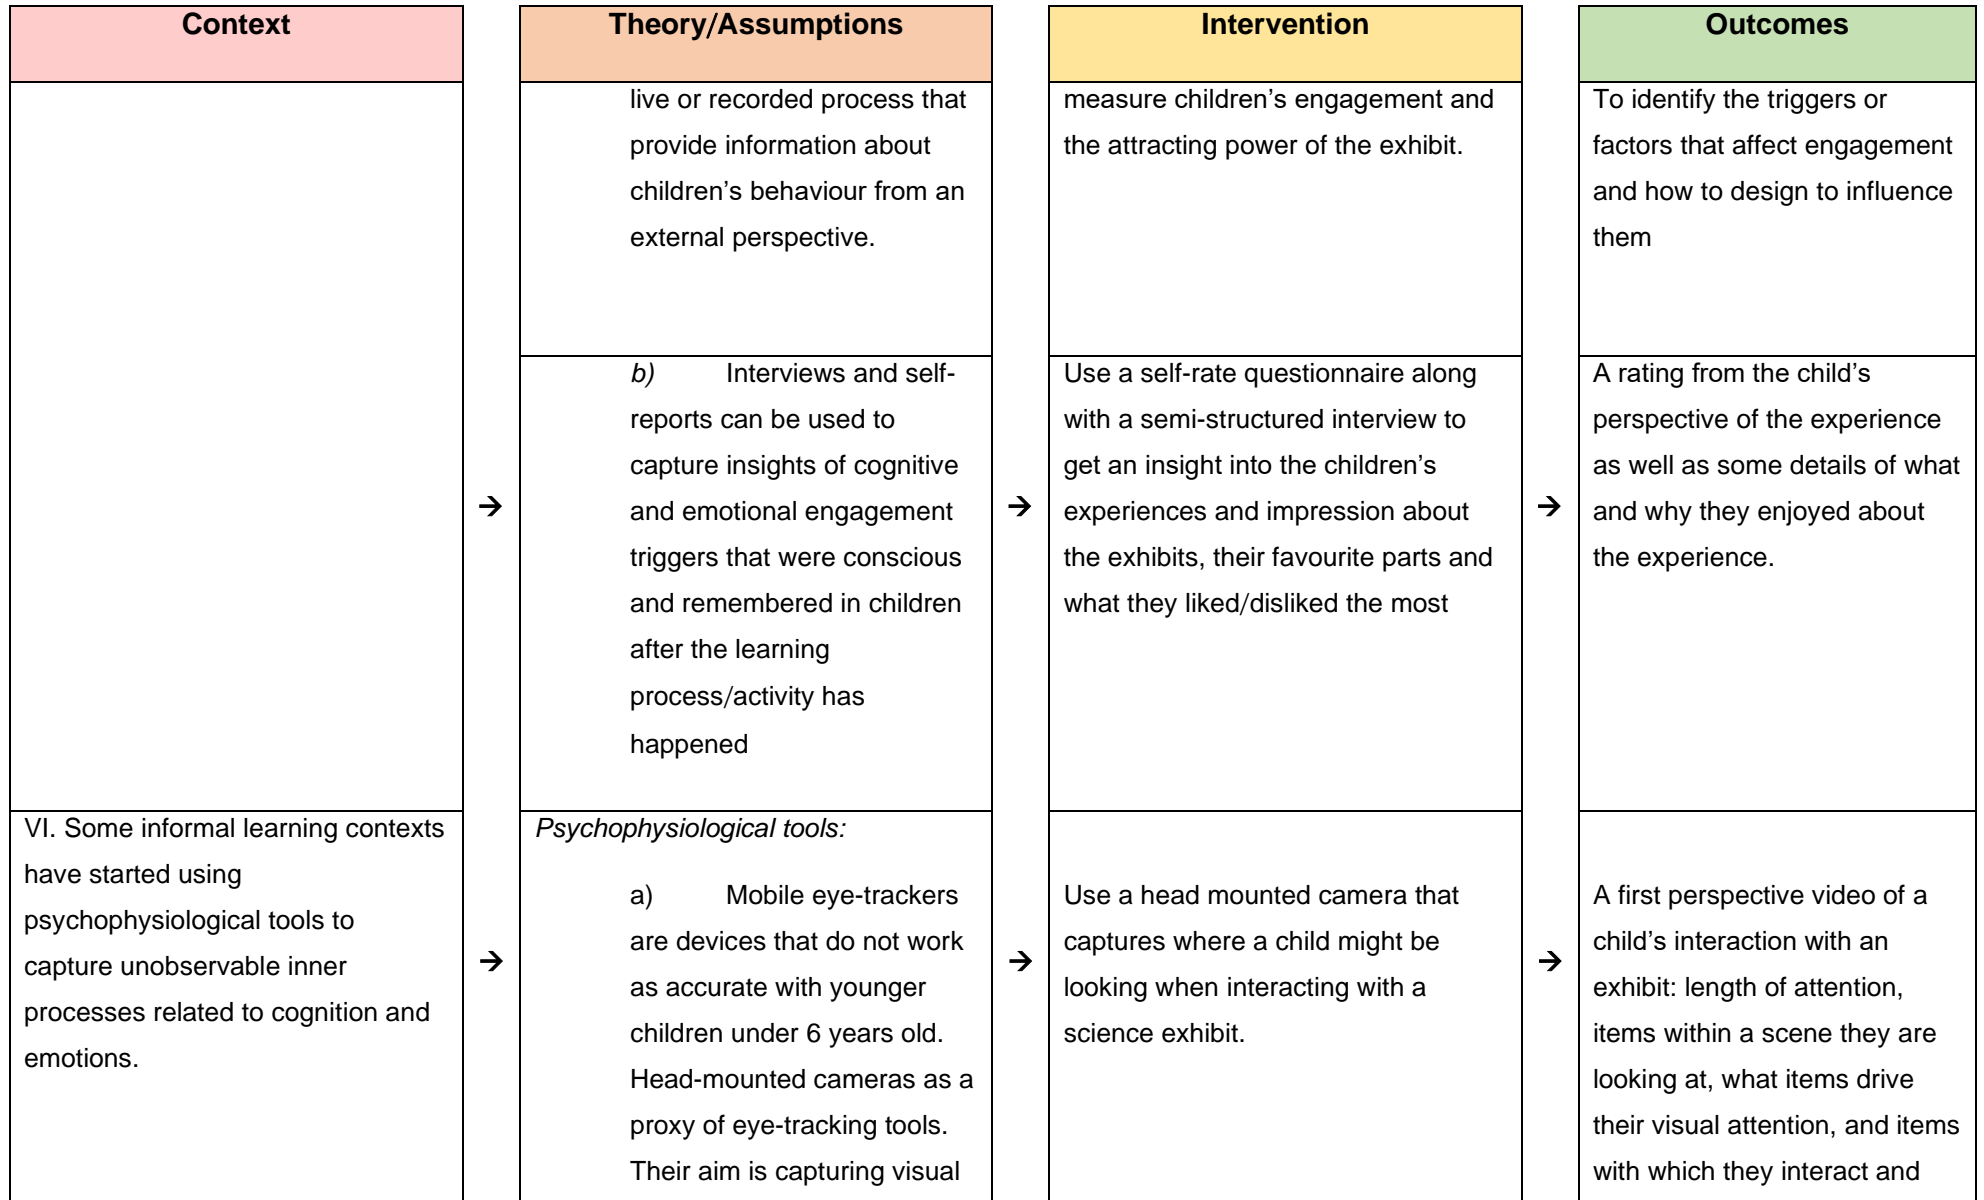 Context
Theory/Assumptions
Intervention
Outcomes
live or recorded process that
provide information about
children’s behaviour from an
external perspective.
measure children’s engagement and
the attracting power of the exhibit.
To identify the triggers or
factors that affect engagement
and how to design to influence
them
→
b) Interviews and self-
reports can be used to
capture insights of cognitive
and emotional engagement
triggers that were conscious
and remembered in children
after the learning
process/activity has
happened
→
Use a self-rate questionnaire along
with a semi-structured interview to
get an insight into the children’s
experiences and impression about
the exhibits, their favourite parts and
what they liked/disliked the most
→
A rating from the child’s
perspective of the experience
as well as some details of what
and why they enjoyed about
the experience.
VI. Some informal learning contexts
have started using
psychophysiological tools to
capture unobservable inner
processes related to cognition and
emotions.
→
Psychophysiological tools:
a) Mobile eye-trackers
are devices that do not work
as accurate with younger
children under 6 years old.
Head-mounted cameras as a
proxy of eye-tracking tools.
Their aim is capturing visual
→
Use a head mounted camera that
captures where a child might be
looking when interacting with a
science exhibit.
→
A first perspective video of a
child’s interaction with an
exhibit: length of attention,
items within a scene they are
looking at, what items drive
their visual attention, and items
with which they interact and